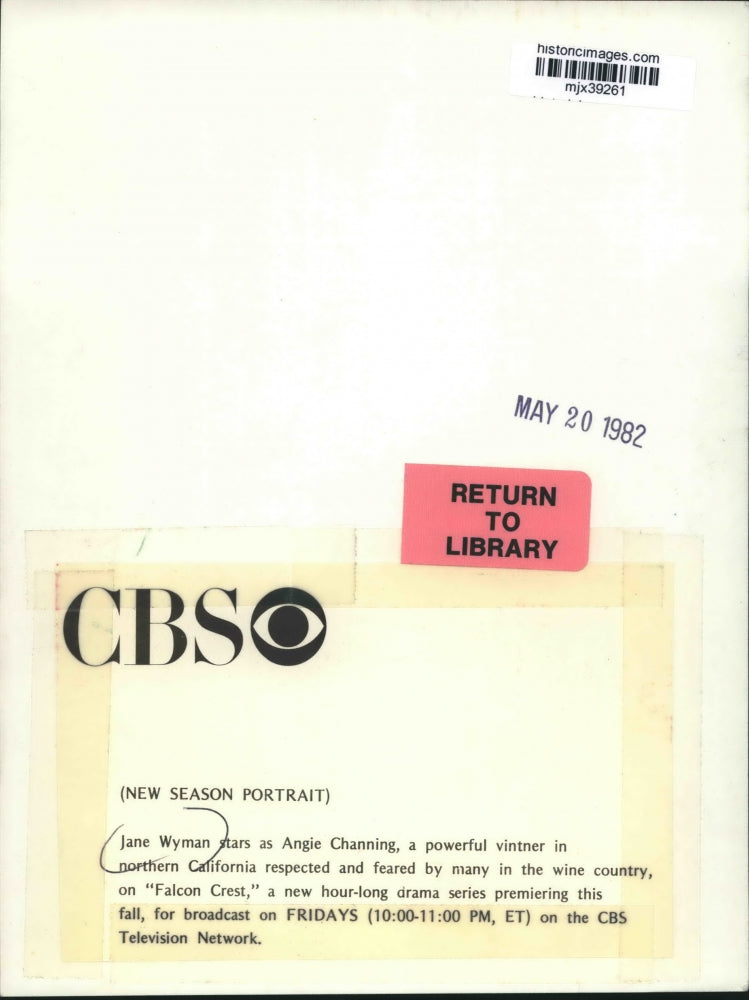 historicimages.com
mjx39261
MAY 20 1982
RETURN
TO
LIBRARY
CBS
(NEW SEASON PORTRAIT)
Jane Wyman stars as Angie Channing, a powerful vintner in
northern California respected and feared by many in the wine country,
on "Falcon Crest," a new hour-long drama series premiering this
fall, for broadcast on FRIDAYS (10:00-11:00 PM, ET) on the CBS
Television Network.